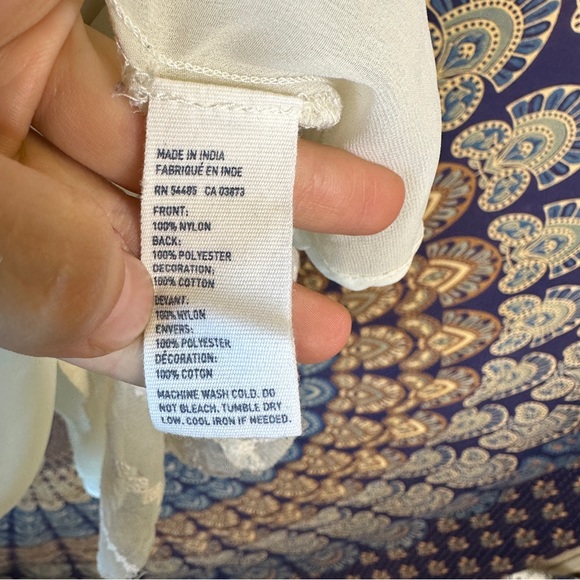 MADE IN INDIA
FABRIQUÉ EN INDE
RN 54485 CA 03673
FRONT:
100% NYLON
BACK:
100% POLYESTER
DECORATION:
100% COTTON
DEVANT:
100% NYLON
ENVERS:
100% POLYESTER
DÉCORATION:
100% COTON
MACHINE WASH COLD. DO
NOT BLEACH. TUMBLE DRY
LOW. COOL IRON IF NEEDED.